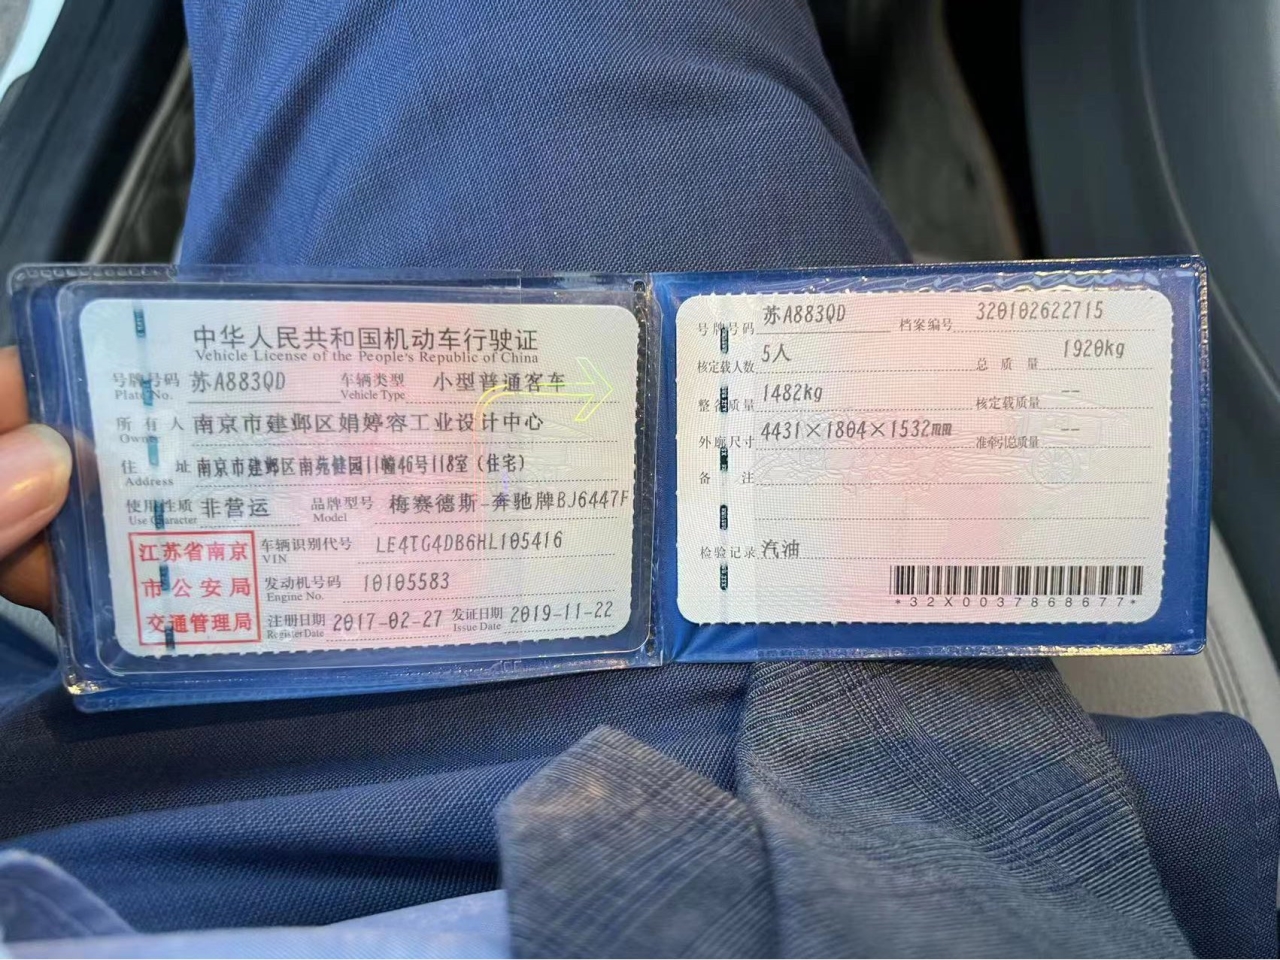 中华人民共和国机动车行驶证
Vehicle License of the People's Republic of China
号牌号码 苏A883QD 车辆类型 小型普通客车
Plate No. Vehicle Type
所有人 南京市建邺区娟婷容工业设计中心
Owner
住址 南京市建邺区南苑健园11幢46号118室(住宅)
Address
使用性质 非营运 品牌型号 梅赛德斯-奔驰牌BJ6447F
Use Character Model
江苏省南京
市公安局
交通管理局
车辆识别代号 LE4TG4DB6HL105416
VIN
发动机号码 10105583
Engine No.
注册日期 2017-02-27 发证日期 2019-11-22
Register Date Issue Date
号牌号码 苏A883QD 档案编号 320102622715
核定载人数 5人 总质量 1920kg
整备质量 1482kg 核定载质量 --
外廓尺寸 4431×1804×1532mm 准牵引总质量 --
备注
检验记录 汽油
*32X0037868677*